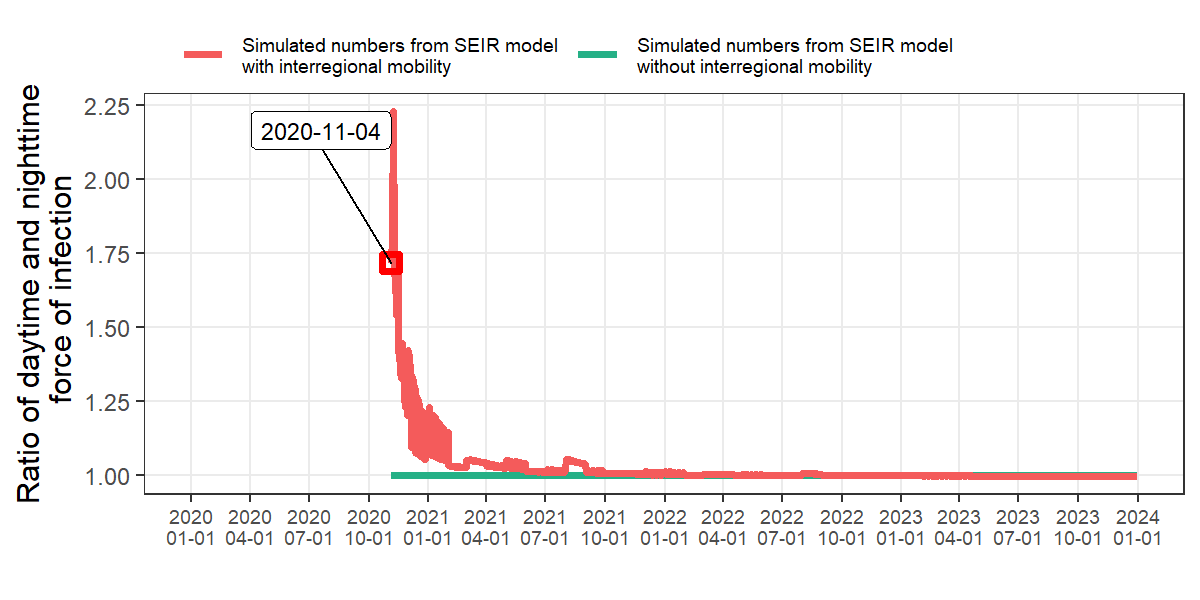 Simulated numbers from SEIR model
with interregional mobility
Simulated numbers from SEIR model
without interregional mobility
Ratio of daytime and nighttime
force of infection
2.25
2.00
1.75
1.50
1.25
1.00
2020-11-04
2020 2020 2020 2020 2021 2021 2021 2021 2022 2022 2022 2022 2023 2023 2023 2023 2024
01-01 04-01 07-01 10-01 01-01 04-01 07-01 10-01 01-01 04-01 07-01 10-01 01-01 04-01 07-01 10-01 01-01